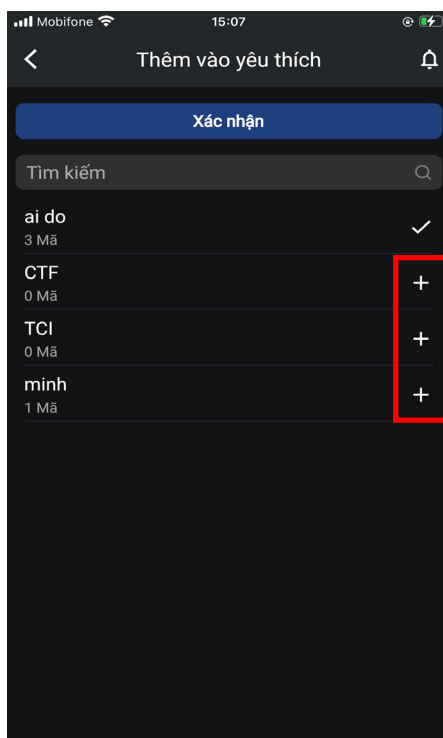 Mobifone 15:07
Thêm vào yêu thích
Xác nhận
Tìm kiếm
ai do
3 Mã
CTF
0 Mã
TCI
0 Mã
minh
1 Mã